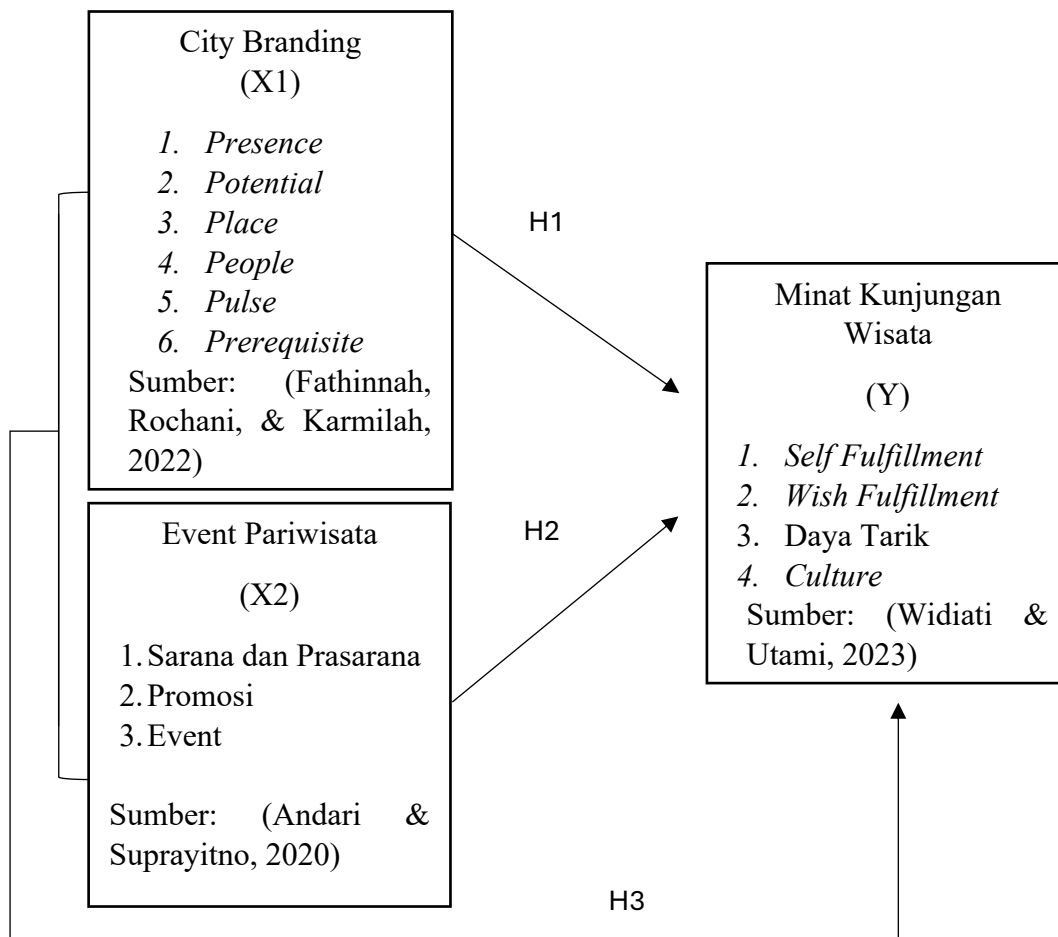 City Branding
(X1)
1. Presence
2. Potential
3. Place
4. People
5. Pulse
6. Prerequisite
Sumber: (Fathinnah,
Rochani, & Karmilah,
2022)
H1
Event Pariwisata
(X2)
1. Sarana dan Prasarana
2. Promosi
3. Event
Sumber: (Andari &
Suprayitno, 2020)
H2
Minat Kunjungan
Wisata
(Y)
1. Self Fulfillment
2. Wish Fulfillment
3. Daya Tarik
4. Culture
Sumber: (Widiati &
Utami, 2023)
H3